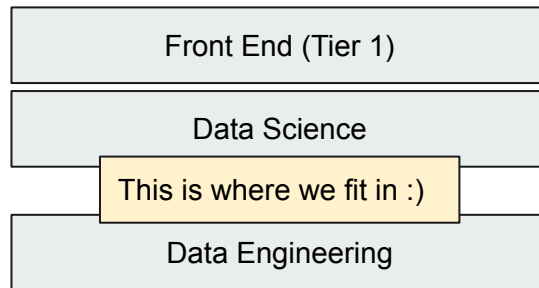 Front End (Tier 1)
Data Science
This is where we fit in :)
Data Engineering